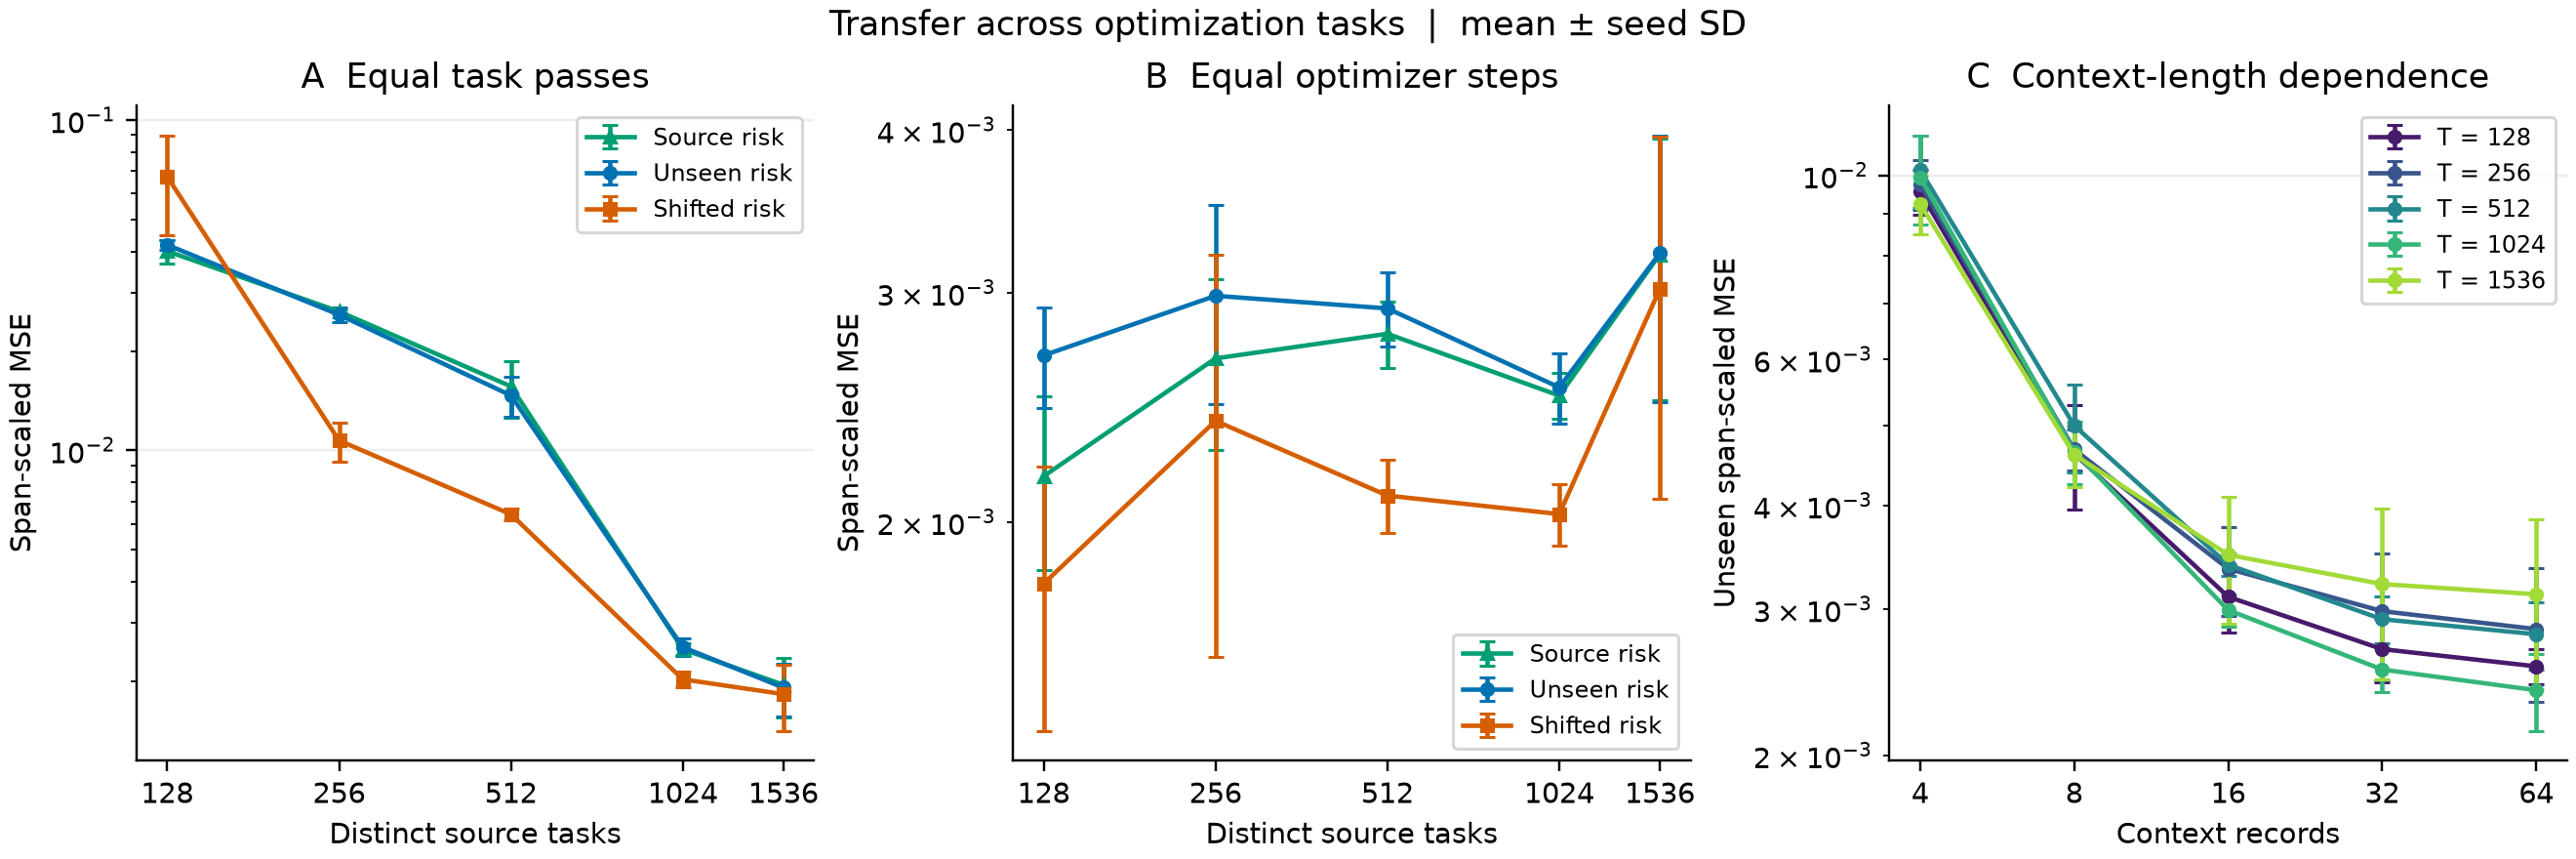 Transfer across optimization tasks | mean ± seed SD
A Equal task passes
10⁻¹
10⁻²
Span-scaled MSE
Source risk
Unseen risk
Shifted risk
128 256 512 1024 1536
Distinct source tasks
B Equal optimizer steps
4 × 10⁻³
3 × 10⁻³
2 × 10⁻³
Span-scaled MSE
Source risk
Unseen risk
Shifted risk
128 256 512 1024 1536
Distinct source tasks
C Context-length dependence
10⁻²
6 × 10⁻³
4 × 10⁻³
3 × 10⁻³
2 × 10⁻³
Unseen span-scaled MSE
T = 128
T = 256
T = 512
T = 1024
T = 1536
4 8 16 32 64
Context records